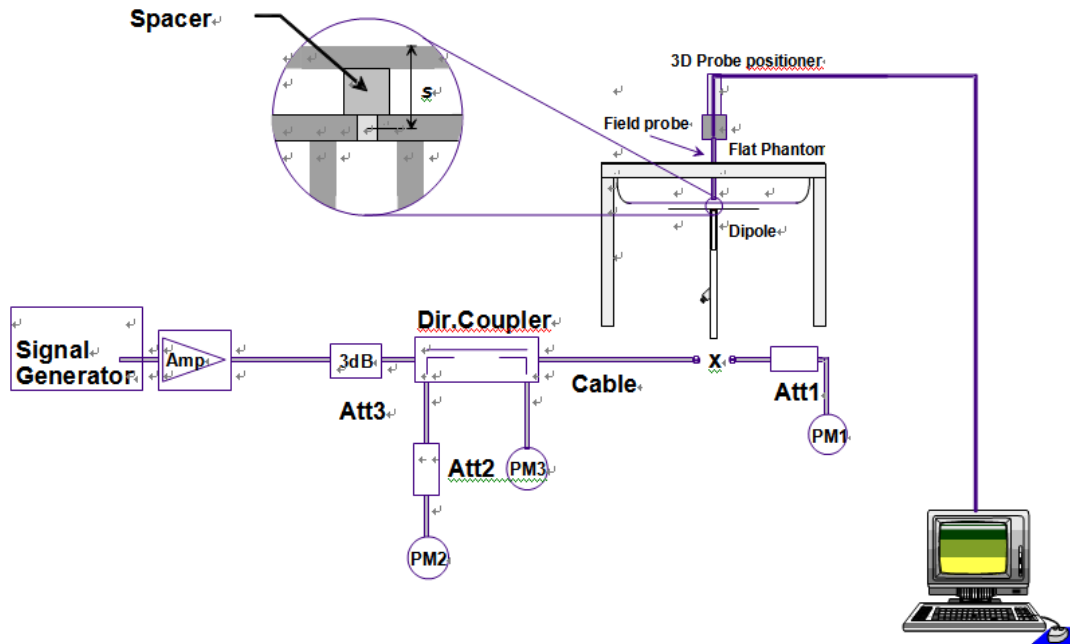 Spacer
s
3D Probe positioner
Field probe
Flat Phantom
Dipole
Signal
Generator
Amp
3dB
Att3
Dir.Coupler
Cable
x
Att1
PM1
Att2
PM3
PM2